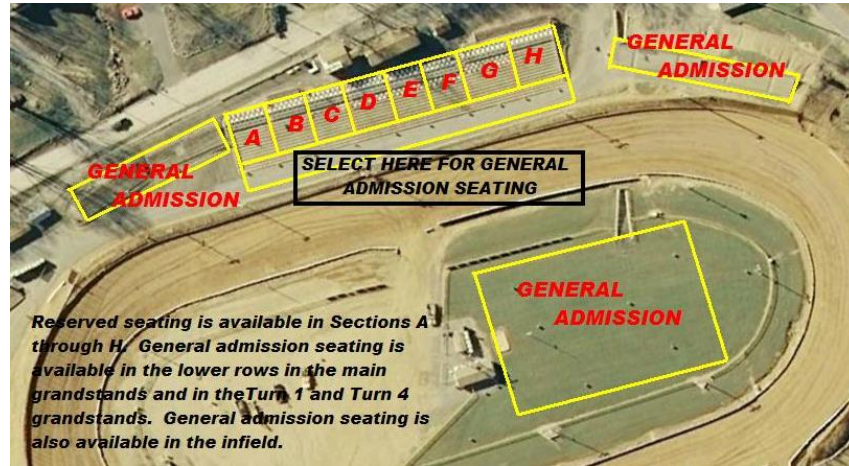 GENERAL
ADMISSION
A B C D E F G H
GENERAL
ADMISSION
SELECT HERE FOR GENERAL
ADMISSION SEATING
GENERAL
ADMISSION
Reserved seating is available in Sections A
through H.  General admission seating is
available in the lower rows in the main
grandstands and in theTurn 1 and Turn 4
grandstands.  General admission seating is
also available in the infield.